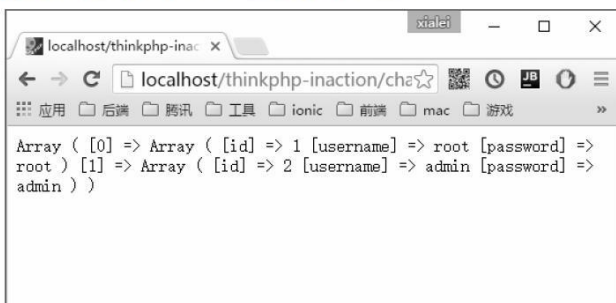 xialei
localhost/thinkphp-inac
localhost/thinkphp-inaction/cha
JB
应用 后端 腾讯 工具 ionic 前端 mac 游戏 »
Array ( [0] => Array ( [id] => 1 [username] => root [password] =>
root ) [1] => Array ( [id] => 2 [username] => admin [password] =>
admin ) )